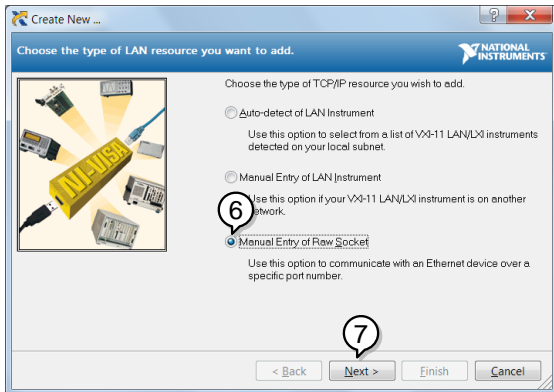 Create New ...
?
X
Choose the type of LAN resource you want to add.
NATIONAL
INSTRUMENTS
NI-VISA
Choose the type of TCP/IP resource you wish to add.
Auto-detect of LAN Instrument
Use this option to select from a list of VXI-11 LAN/LXI instruments
detected on your local subnet.
Manual Entry of LAN Instrument
Use this option if your VXI-11 LAN/LXI instrument is on another
network.
6
Manual Entry of Raw Socket
Use this option to communicate with an Ethernet device over a
specific port number.
7
< Back
Next >
Finish
Cancel